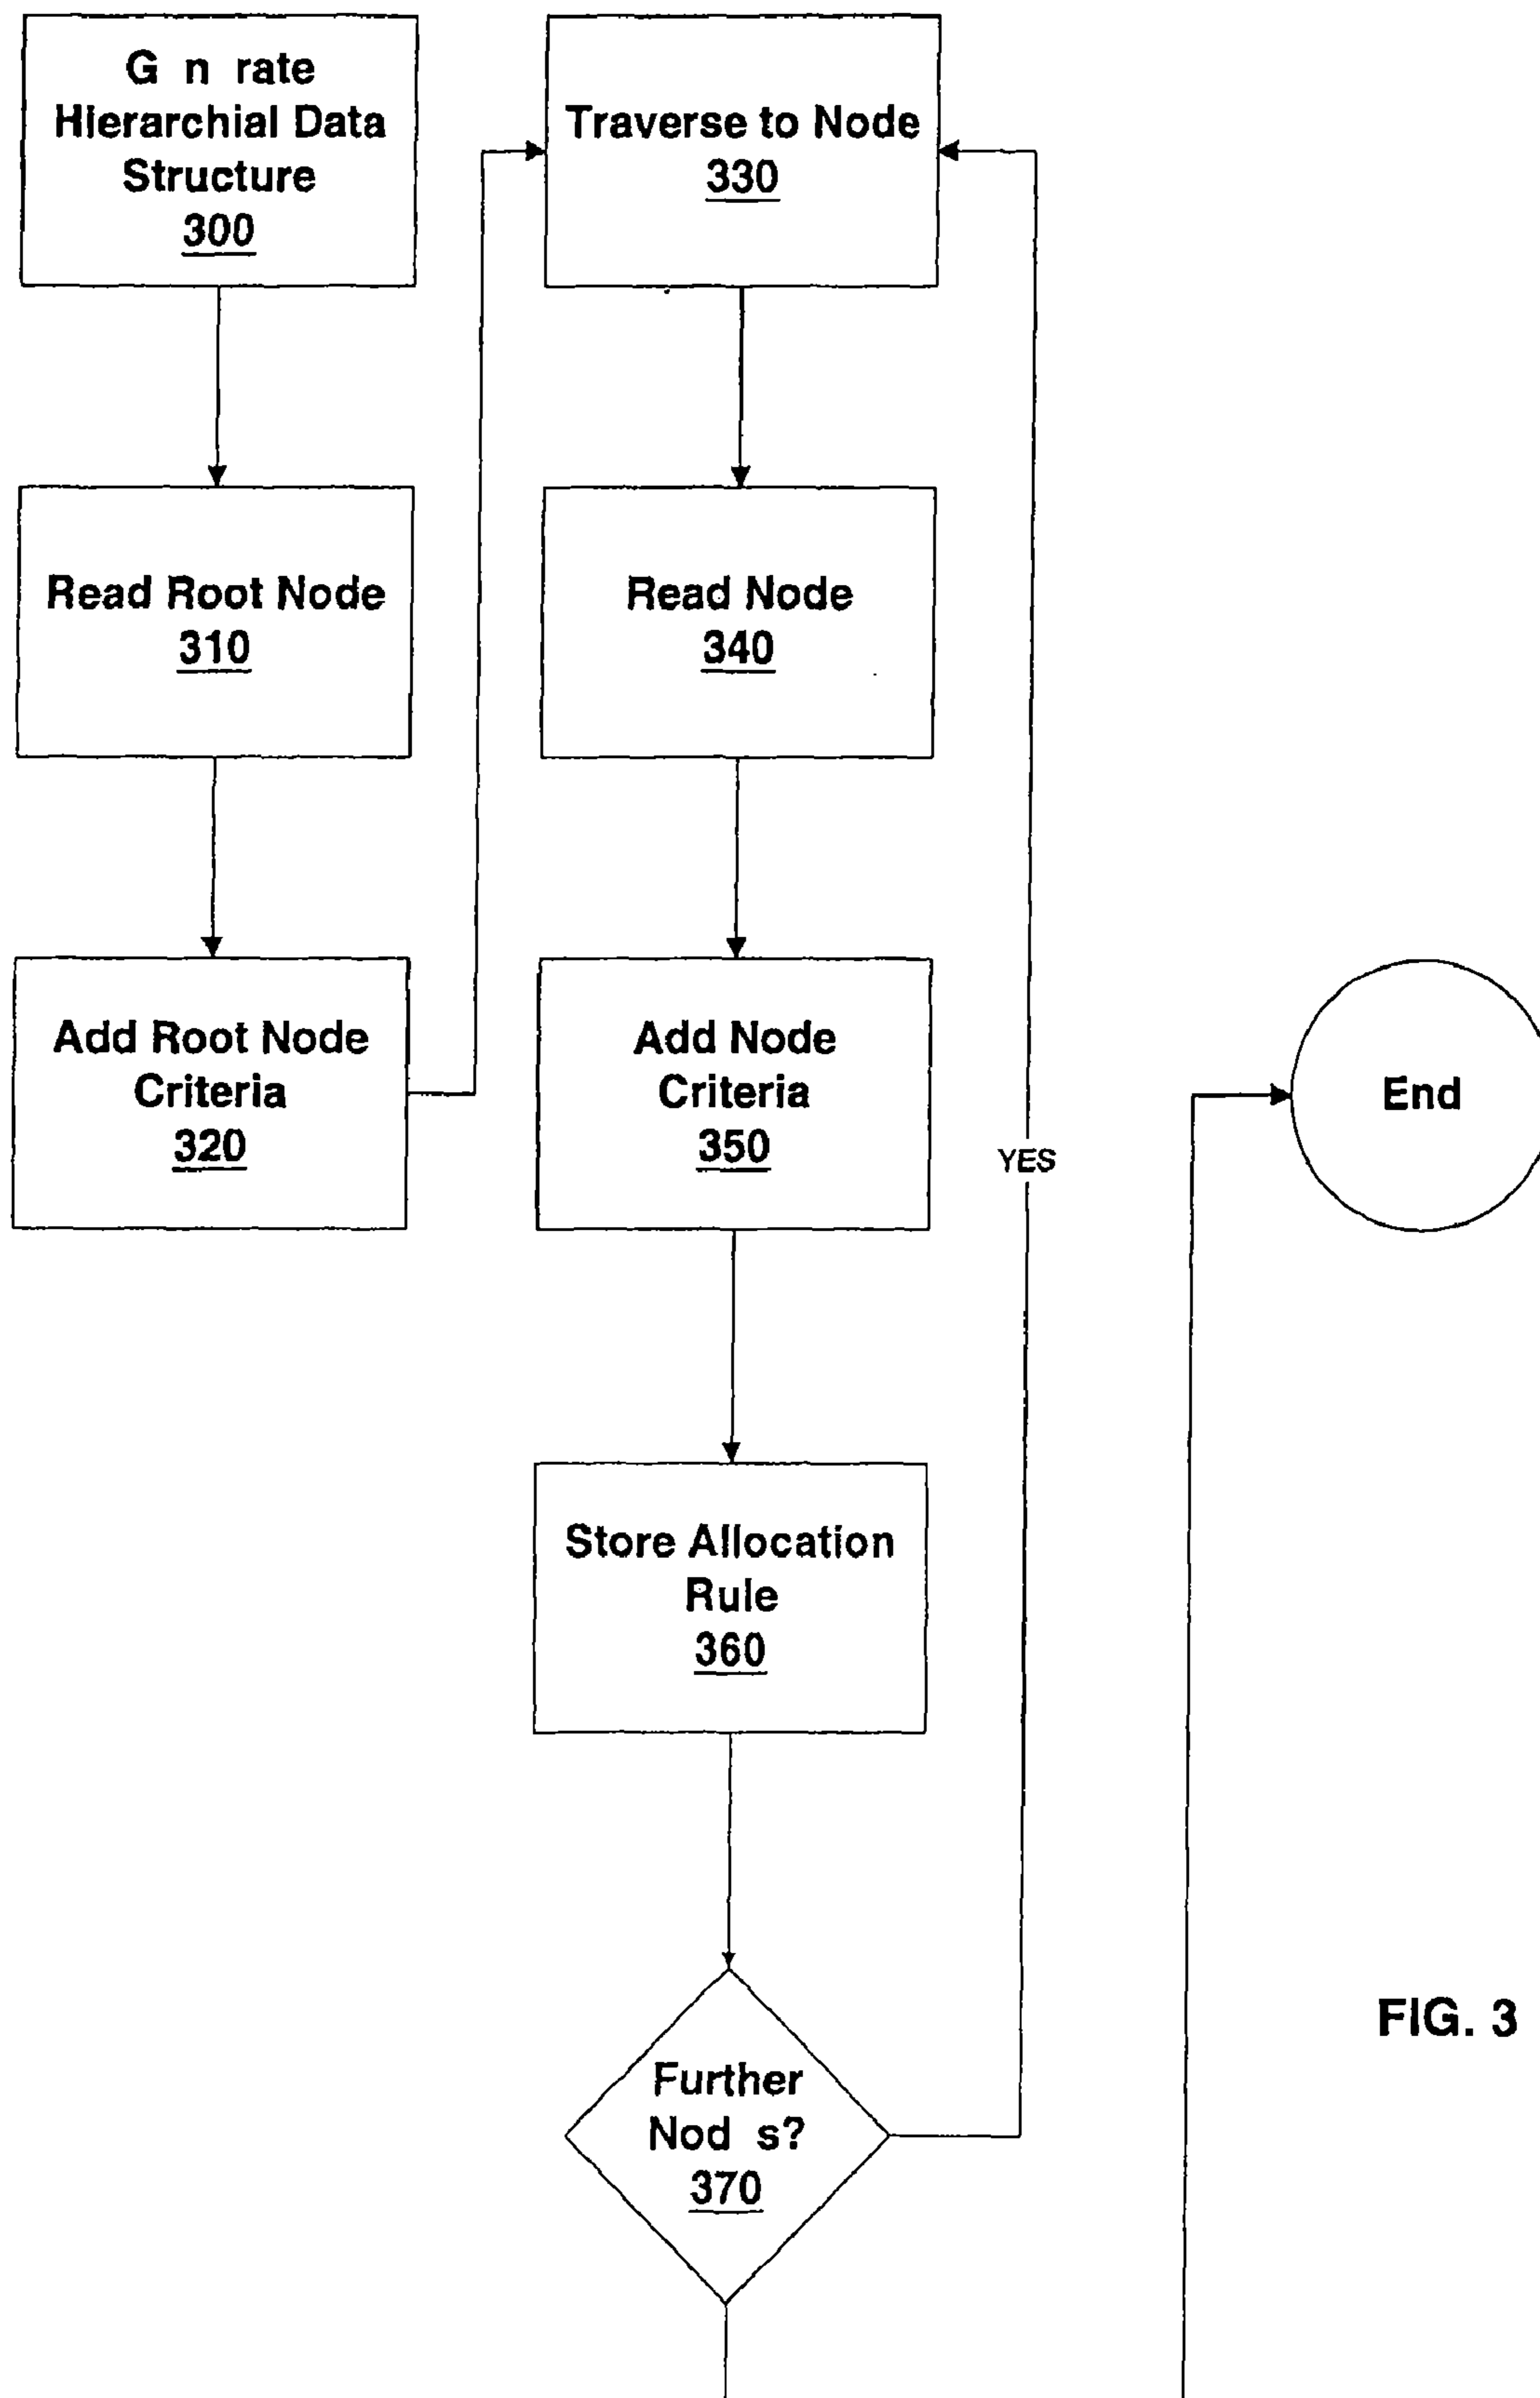 G n rate
Hierarchial Data
Structure
300
Read Root Node
310
Add Root Node
Criteria
320
Traverse to Node
330
Read Node
340
Add Node
Criteria
350
Store Allocation
Rule
360
Further
Nod s?
370
YES
End
FIG. 3